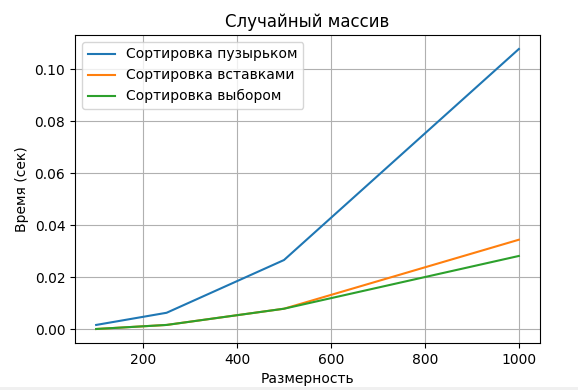 Случайный массив
Сортировка пузырьком
Сортировка вставками
Сортировка выбором
Время (сек)
0.10
0.08
0.06
0.04
0.02
0.00
200 400 600 800 1000
Размерность